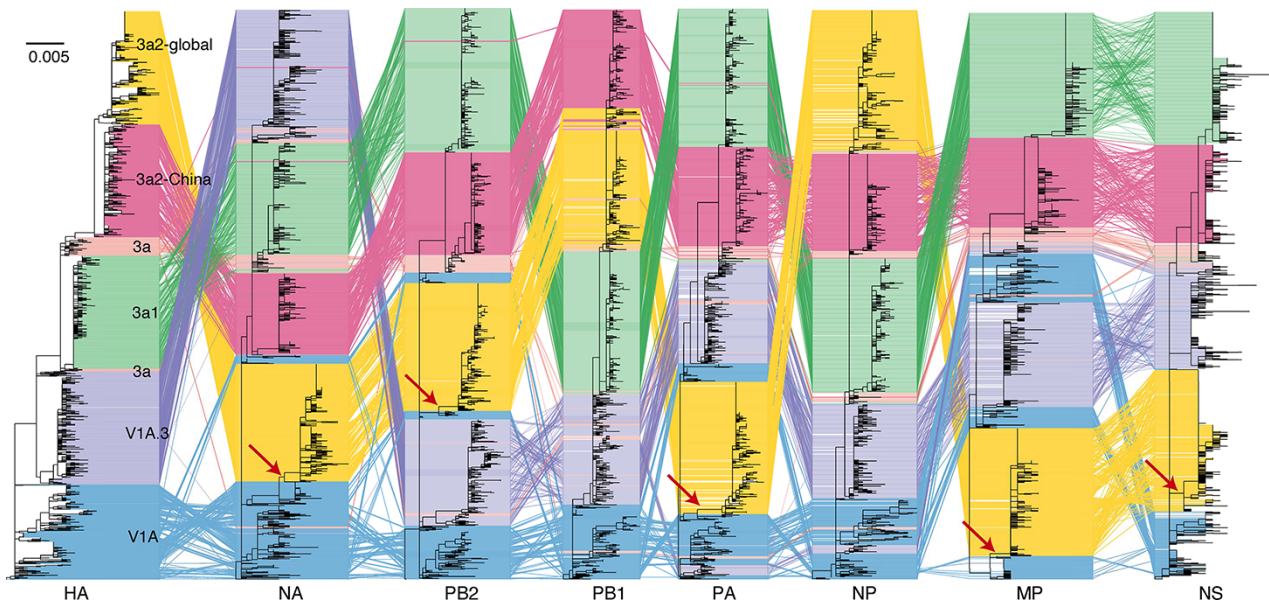 0.005
3a2-global
3a2-China
3a
3a1
3a
V1A.3
V1A
HA NA PB2 PB1 PA NP MP NS